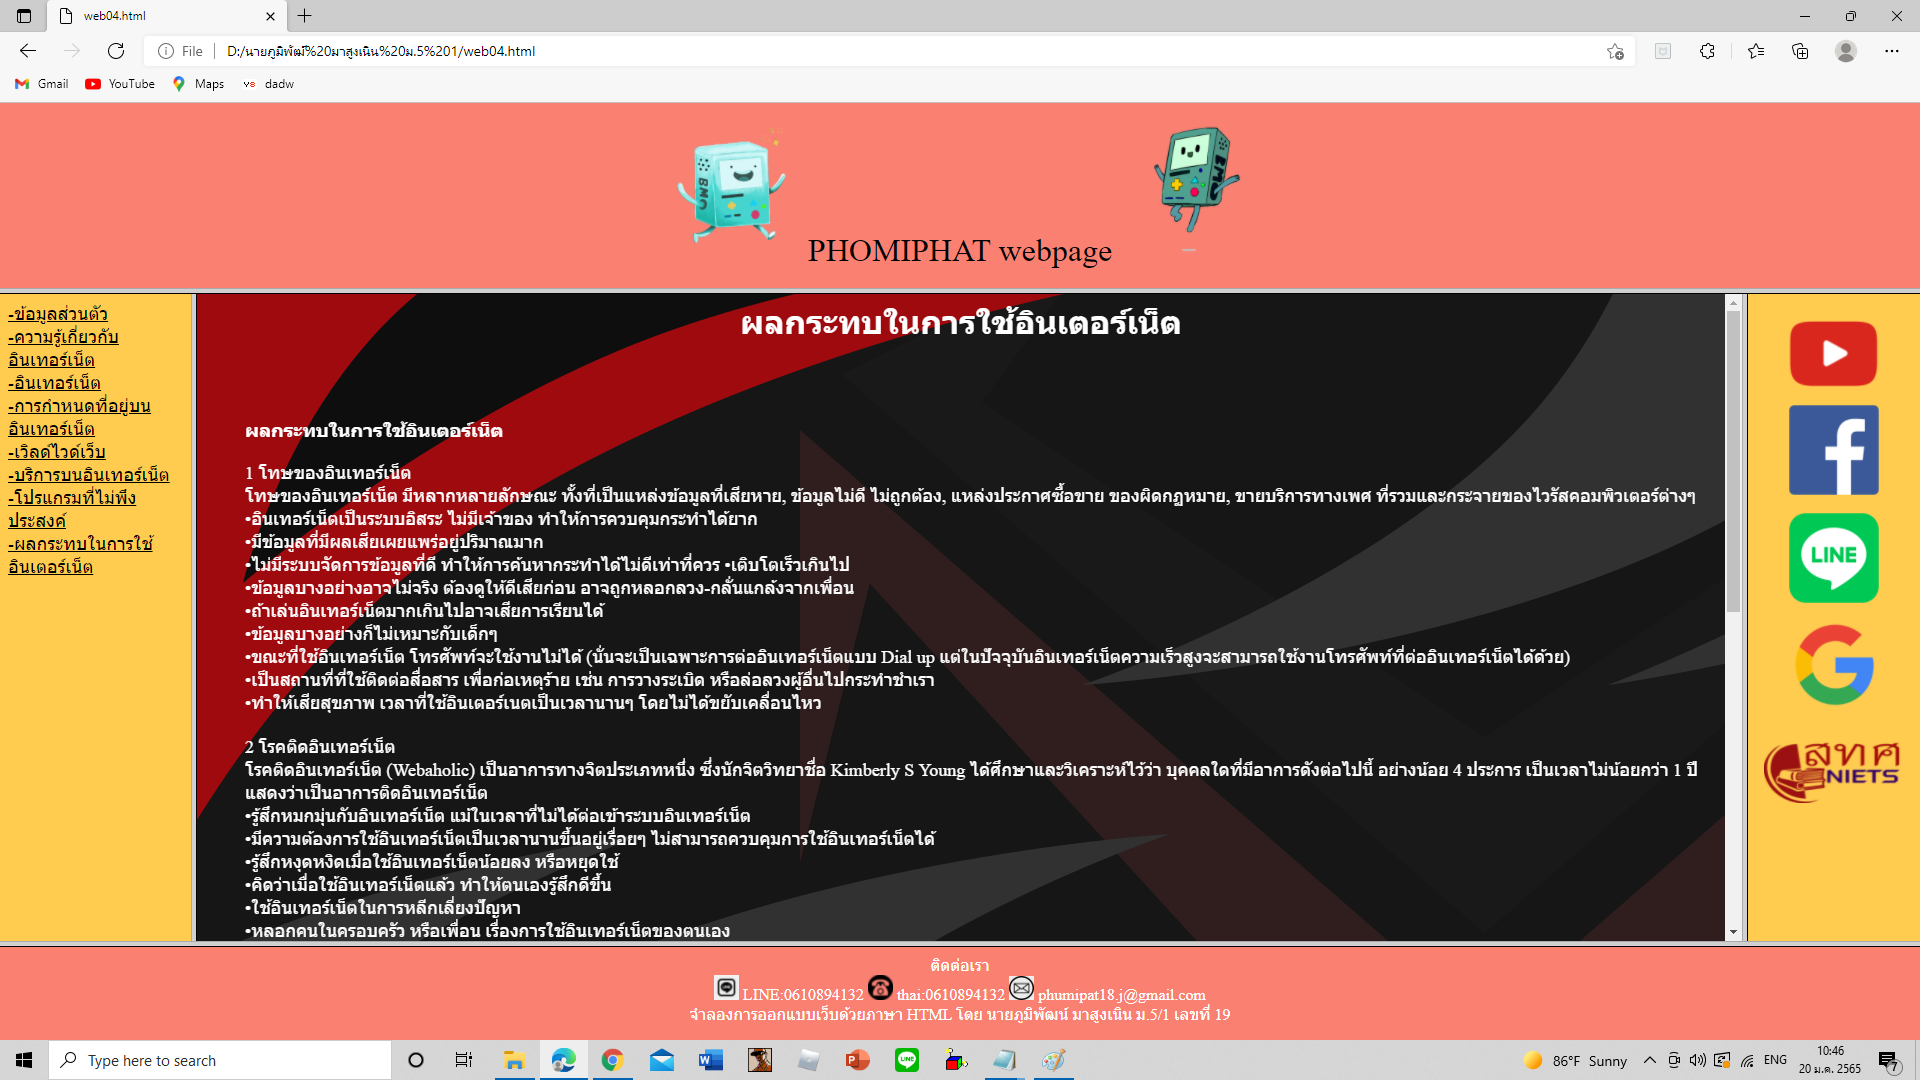 web04.html
File
D:/นายภูมิพัฒ์%20มาสูงเนิน%20ม.5%201/web04.html
Gmail
YouTube
Maps
dadw
BMO
BMO
PHOMIPHAT webpage
-ข้อมูลส่วนตัว
-ความรู้เกี่ยวกับ
อินเทอร์เน็ต
-อินเทอร์เน็ต
-การกำหนดที่อยู่บน
อินเทอร์เน็ต
-เวิลด์ไวด์เว็บ
-บริการบนอินเทอร์เน็ต
-โปรแกรมที่ไม่พึง
ประสงค์
-ผลกระทบในการใช้
อินเตอร์เน็ต
ผลกระทบในการใช้อินเตอร์เน็ต
ผลกระทบในการใช้อินเตอร์เน็ต
1 โทษของอินเทอร์เน็ต
โทษของอินเทอร์เน็ต มีหลากหลายลักษณะ ทั้งที่เป็นแหล่งข้อมูลที่เสียหาย, ข้อมูลไม่ดี ไม่ถูกต้อง, แหล่งประกาศซื้อขาย ของผิดกฏหมาย, ขายบริการทางเพศ ที่รวมและกระจายของไวรัสคอมพิวเตอร์ต่างๆ
•อินเทอร์เน็ตเป็นระบบอิสระ ไม่มีเจ้าของ ทำให้การควบคุมกระทำได้ยาก
•มีข้อมูลที่มีผลเสียเผยแพร่อยู่ปริมาณมาก
•ไม่มีระบบจัดการข้อมูลที่ดี ทำให้การค้นหากระทำได้ไม่ดีเท่าที่ควร •เติบโตเร็วเกินไป
•ข้อมูลบางอย่างอาจไม่จริง ต้องดูให้ดีเสียก่อน อาจถูกหลอกลวง-กลั่นแกล้งจากเพื่อน
•ถ้าเล่นอินเทอร์เน็ตมากเกินไปอาจเสียการเรียนได้
•ข้อมูลบางอย่างก็ไม่เหมาะกับเด็กๆ
•ขณะที่ใช้อินเทอร์เน็ต โทรศัพท์จะใช้งานไม่ได้ (นั่นจะเป็นเฉพาะการต่ออินเทอร์เน็ตแบบ Dial up แต่ในปัจจุบันอินเทอร์เน็ตความเร็วสูงจะสามารถใช้งานโทรศัพท์ที่ต่ออินเทอร์เน็ตได้ด้วย)
•เป็นสถานที่ที่ใช้ติดต่อสื่อสาร เพื่อก่อเหตุร้าย เช่น การวางระเบิด หรือล่อลวงผู้อื่นไปกระทำชำเรา
•ทำให้เสียสุขภาพ เวลาที่ใช้อินเตอร์เนตเป็นเวลานานๆ โดยไม่ได้ขยับเคลื่อนไหว
2 โรคติดอินเทอร์เน็ต
โรคติดอินเทอร์เน็ต (Webaholic) เป็นอาการทางจิตประเภทหนึ่ง ซึ่งนักจิตวิทยาชื่อ Kimberly S Young ได้ศึกษาและวิเคราะห์ไว้ว่า บุคคลใดที่มีอาการดังต่อไปนี้ อย่างน้อย 4 ประการ เป็นเวลาไม่น้อยกว่า 1 ปี
แสดงว่าเป็นอาการติดอินเทอร์เน็ต
•รู้สึกหมกมุ่นกับอินเทอร์เน็ต แม้ในเวลาที่ไม่ได้ต่อเข้าระบบอินเทอร์เน็ต
•มีความต้องการใช้อินเทอร์เน็ตเป็นเวลานานขึ้นอยู่เรื่อยๆ ไม่สามารถควบคุมการใช้อินเทอร์เน็ตได้
•รู้สึกหงุดหงิดเมื่อใช้อินเทอร์เน็ตน้อยลง หรือหยุดใช้
•คิดว่าเมื่อใช้อินเทอร์เน็ตแล้ว ทำให้ตนเองรู้สึกดีขึ้น
•ใช้อินเทอร์เน็ตในการหลีกเลี่ยงปัญหา
•หลอกคนในครอบครัว หรือเพื่อน เรื่องการใช้อินเทอร์เน็ตของตนเอง
LINE
สทศ
NIETS
ติดต่อเรา
LINE:0610894132 thai:0610894132 phumipat18.j@gmail.com
จำลองการออกแบบเว็บด้วยภาษา HTML โดย นายภูมิพัฒน์ มาสูงเนิน ม.5/1 เลขที่ 19
Type here to search
86°F Sunny
ENG
10:46
20 ม.ค. 2565
7